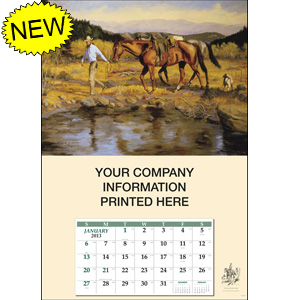 NEW
YOUR COMPANY
INFORMATION
PRINTED HERE
S M T W T F S
JANUARY 2013 1 2 3 4 5
6 7 8 9 10 11 12
13 14 15 16 17 18 19
20 21 22 23 24 25 26
27 28 29 30 31